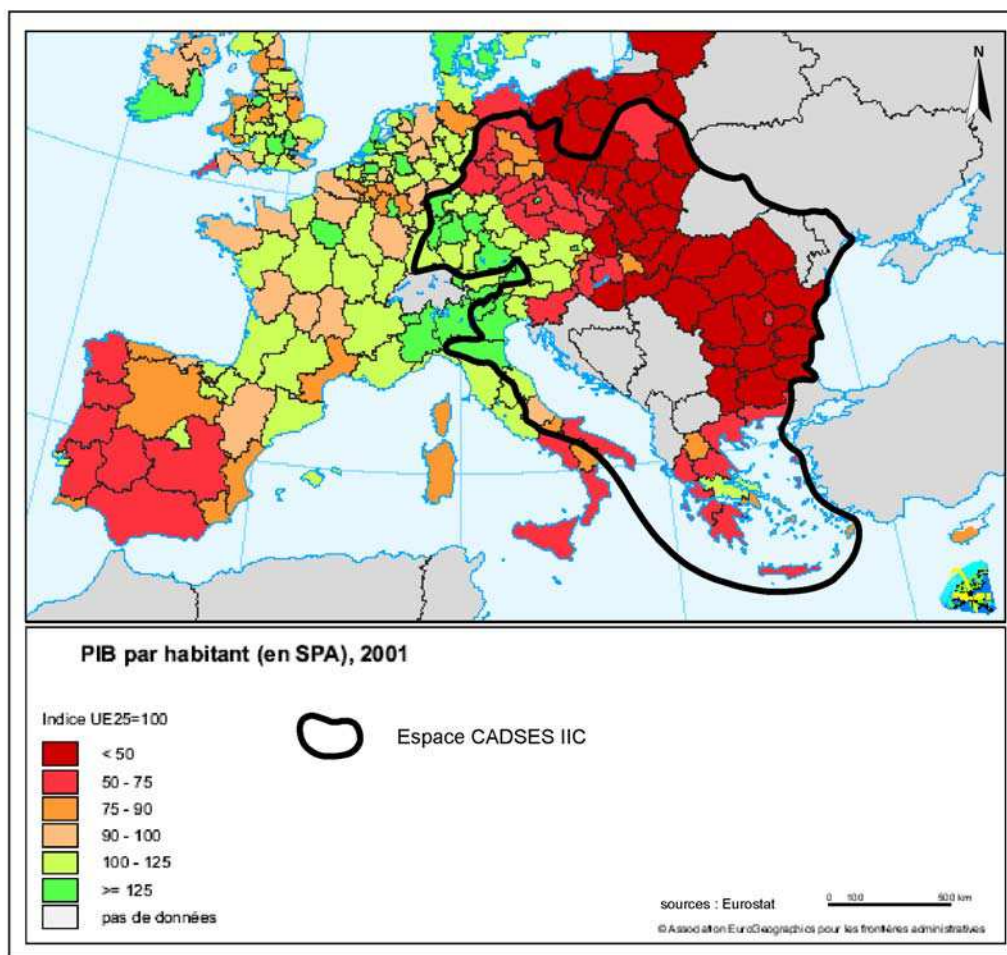 N
PIB par habitant (en SPA), 2001
Indice UE25=100
< 50
50 - 75
75 - 90
90 - 100
100 - 125
>= 125
pas de données
Espace CADSES IIC
sources : Eurostat
0 100 500 km
© Association EuroGeographics pour les frontières administratives